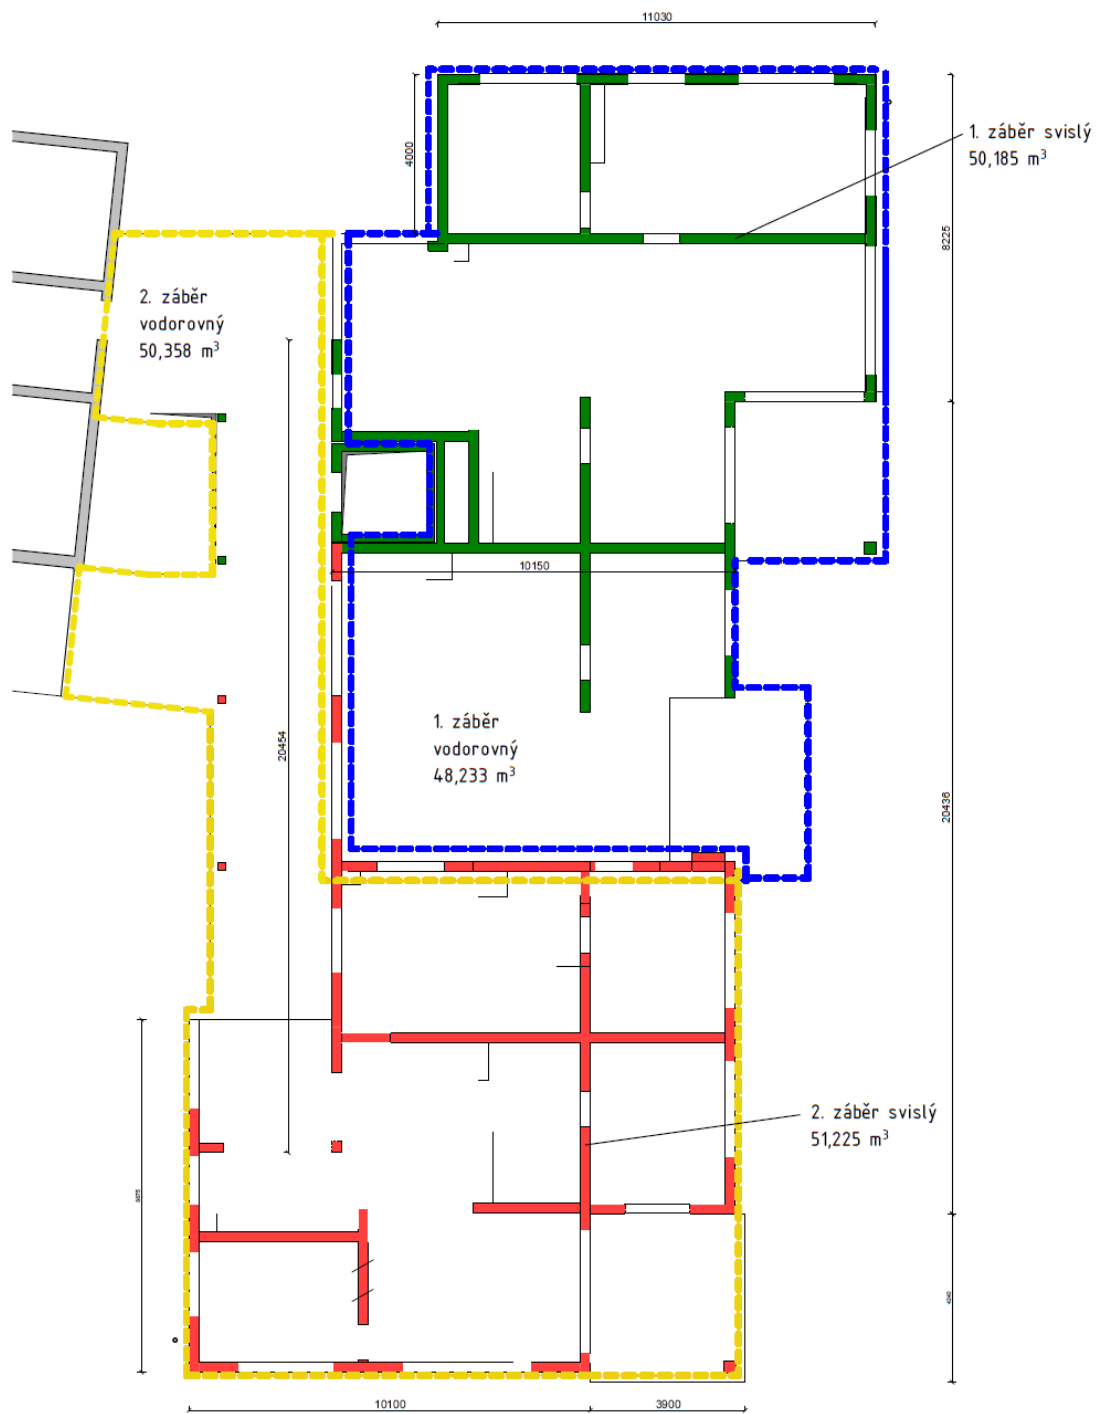 11030
4000
1. záběr svislý
50,185 m³
8225
2. záběr
vodorovný
50,358 m³
10150
20454
1. záběr
vodorovný
48,233 m³
20436
2. záběr svislý
51,225 m³
10100
3900